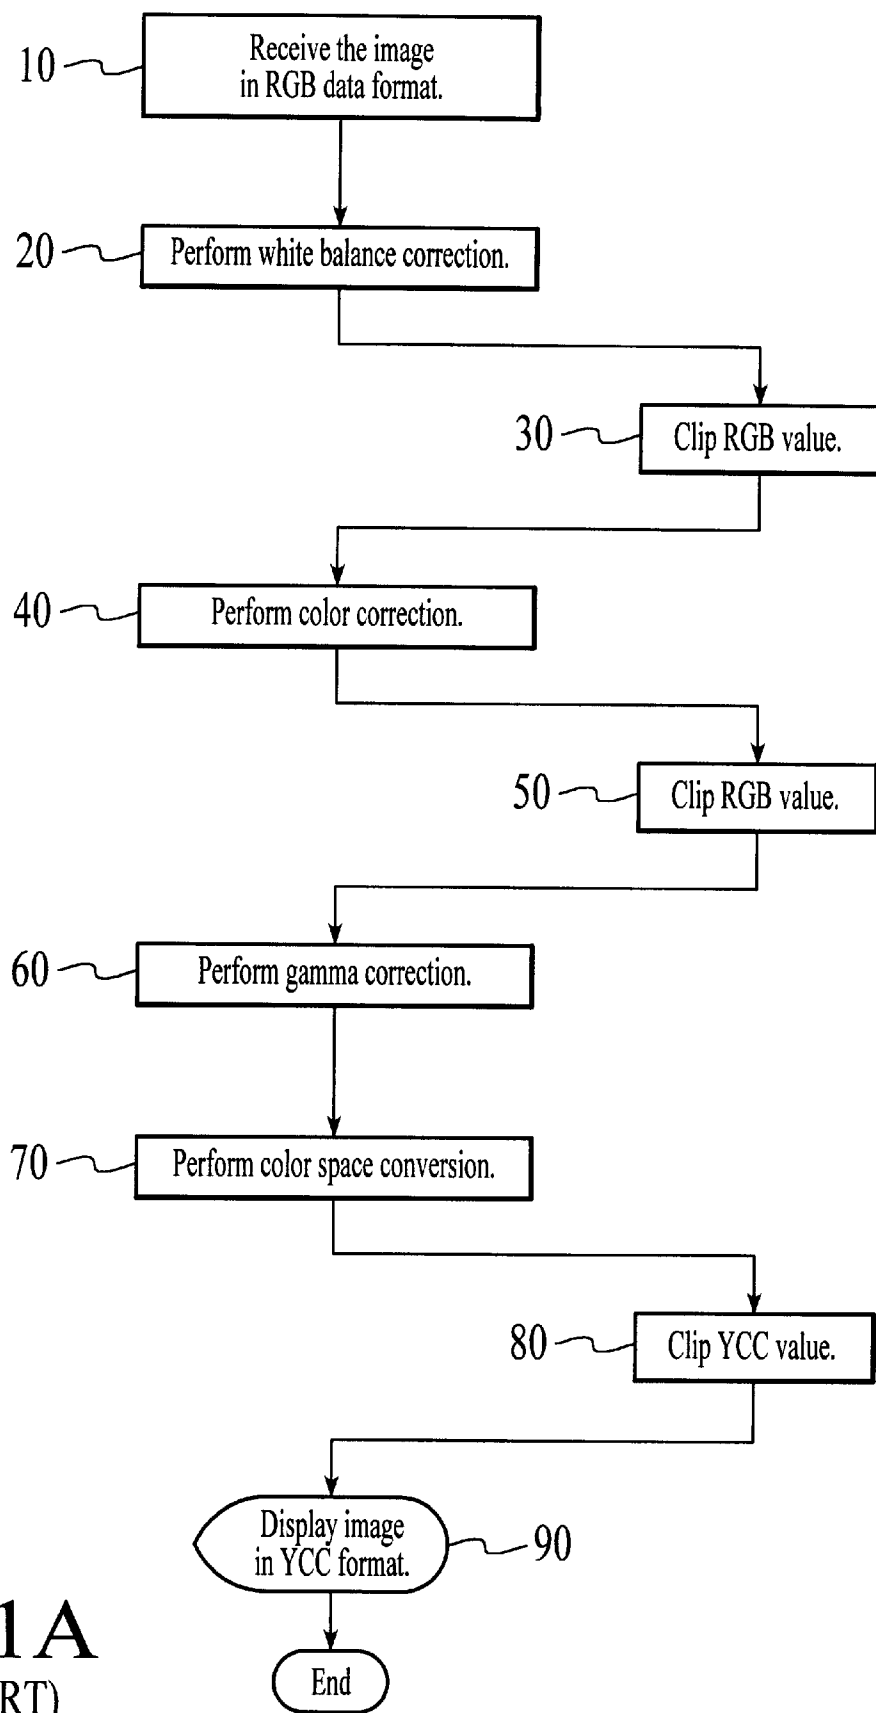 10
Receive the image
in RGB data format.
20
Perform white balance correction.
30
Clip RGB value.
40
Perform color correction.
50
Clip RGB value.
60
Perform gamma correction.
70
Perform color space conversion.
80
Clip YCC value.
Display image
in YCC format.
90
1A
RT)
End